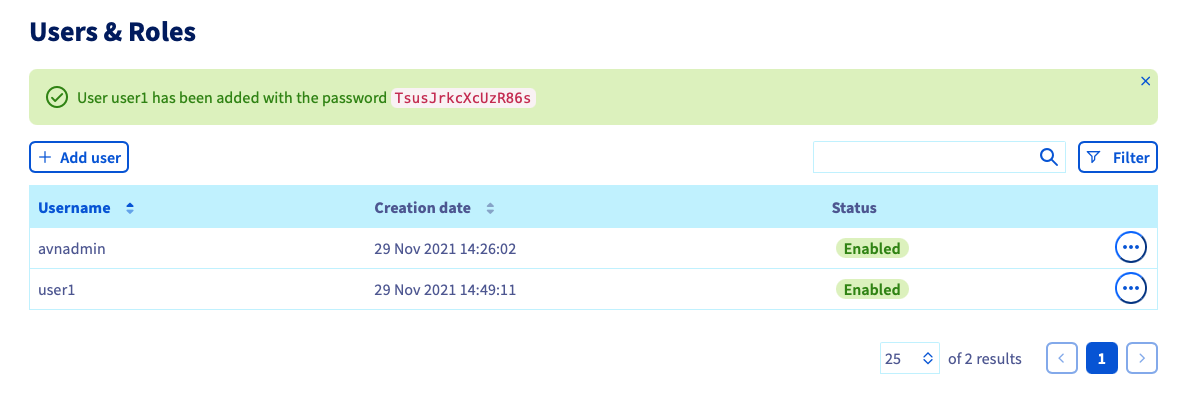 Users & Roles
User user1 has been added with the password TsusJrkcXcUzR86s
Add user
Filter
Username Creation date Status
avnadmin 29 Nov 2021 14:26:02 Enabled
user1 29 Nov 2021 14:49:11 Enabled
25 of 2 results 1